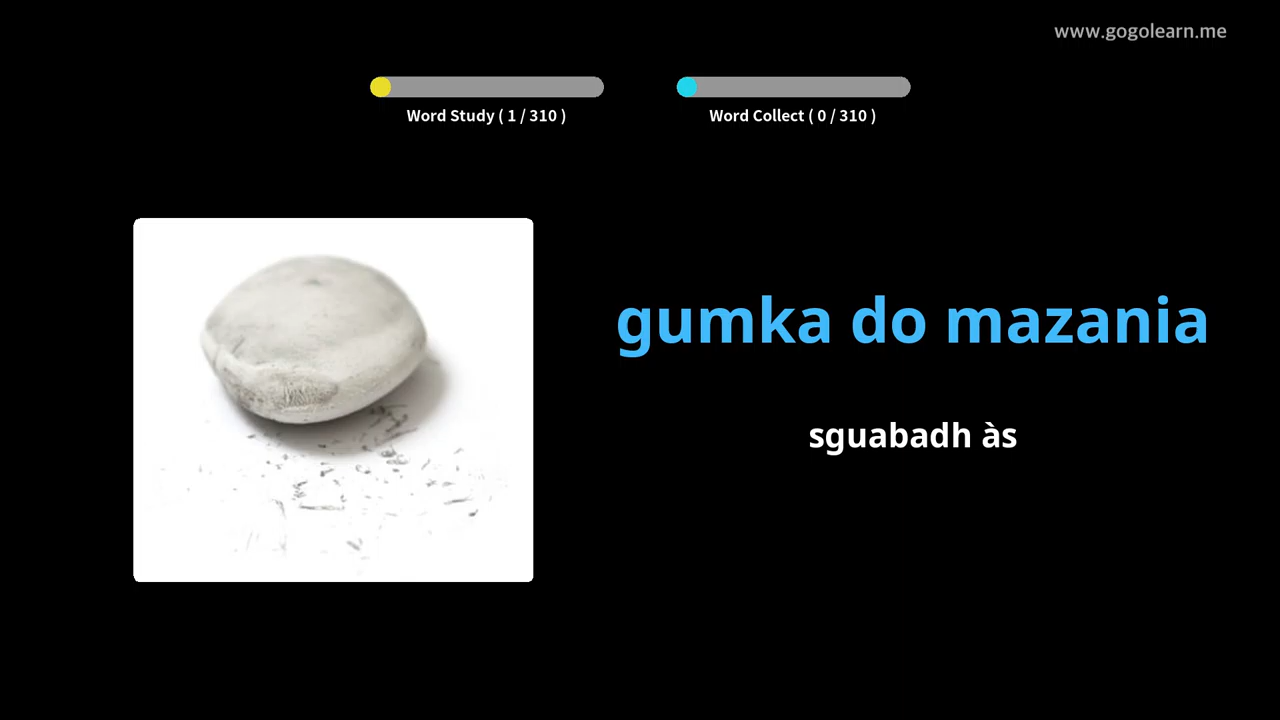 www.gogolearn.me
Word Study ( 1 / 310 )
Word Collect ( 0 / 310 )
gumka do mazania
sguabadh às